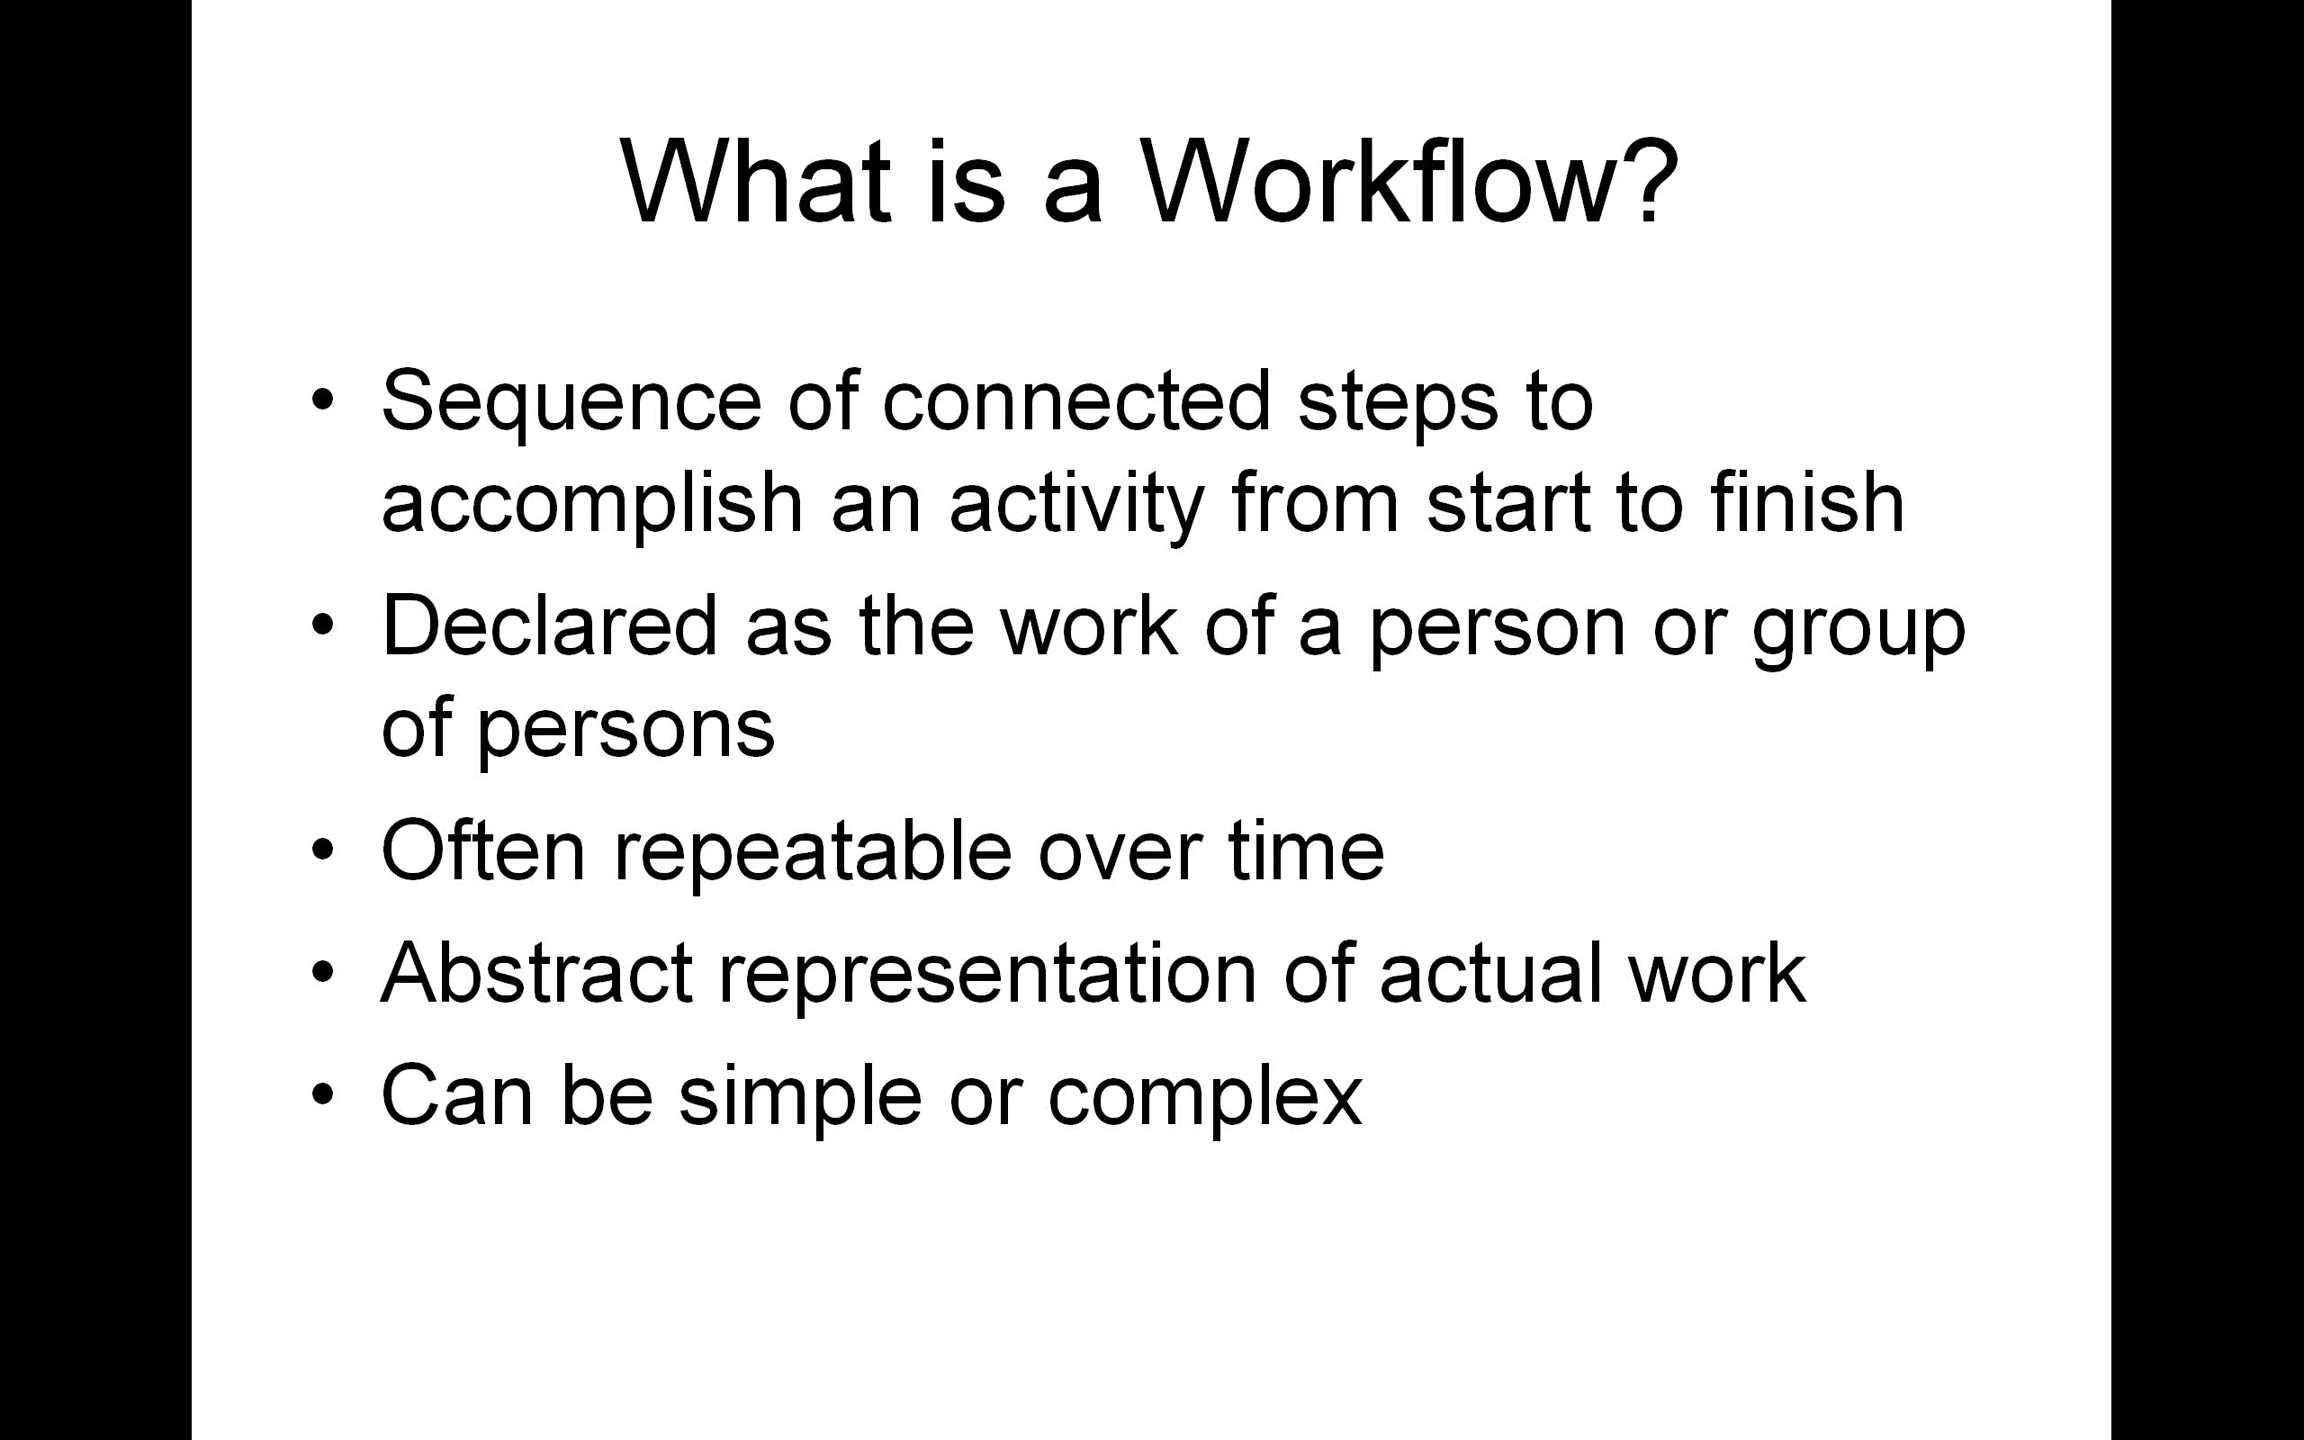 What is a Workflow?
• Sequence of connected steps to
accomplish an activity from start to finish
• Declared as the work of a person or group
of persons
• Often repeatable over time
• Abstract representation of actual work
• Can be simple or complex